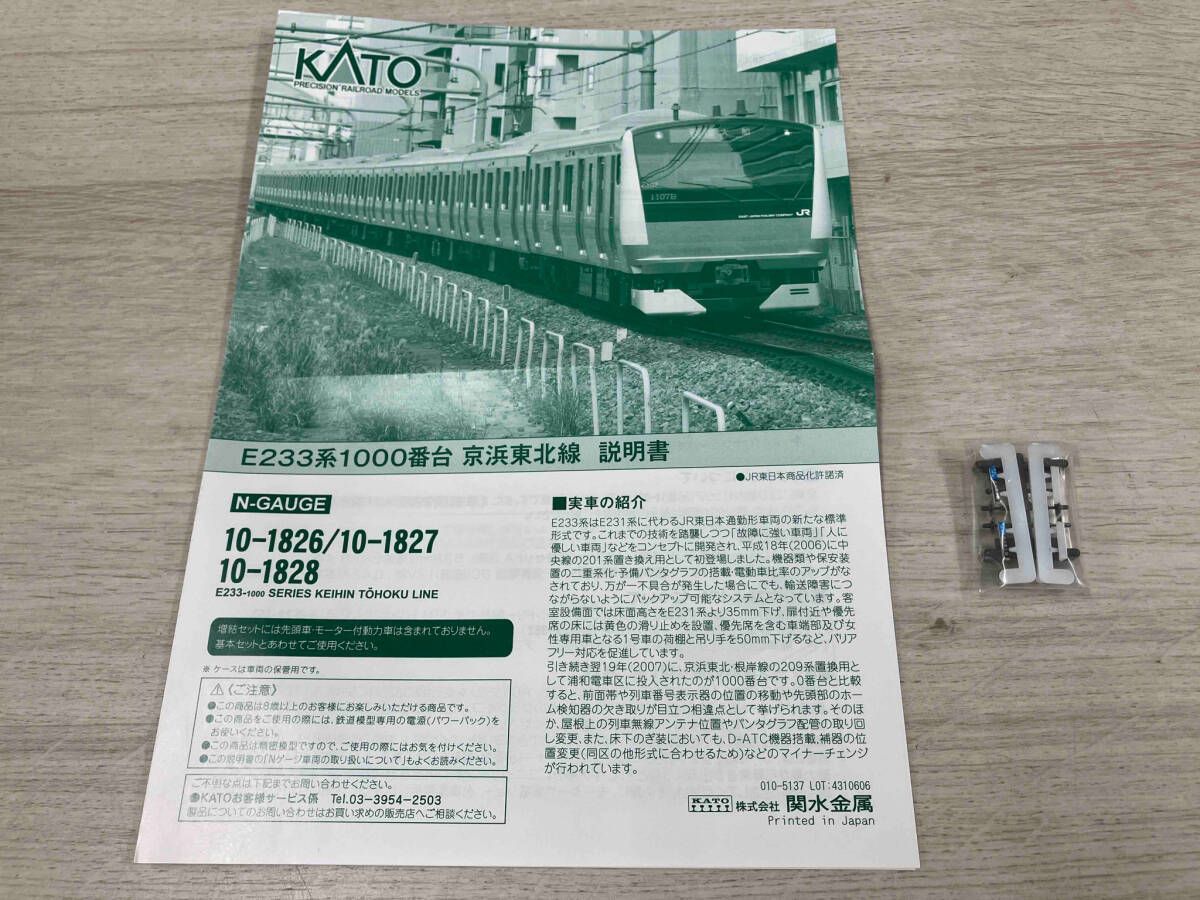 KATO
PRECISION RAILROAD MODELS
1107B
EAST JAPAN RAILWAY COMPANY
JR
E233系1000番台 京浜東北線 説明書
●JR東日本商品化許諾済
N-GAUGE
10-1826/10-1827
10-1828
E233-1000 SERIES KEIHIN TŌHOKU LINE
増結セットには先頭車・モーター付動力車は含まれておりません。
基本セットとあわせてご使用ください。
※ ケースは車両の保管用です。
⚠〈ご注意〉
●この商品は8歳以上のお客様にお楽しみいただける商品です。
●この商品をご使用の際には、鉄道模型専用の電源(パワーパック)を
お使いください。
●この商品は精密模型ですので、ご使用の際にはお気を付けください。
●この説明書の「Nゲージ車両の取り扱いについて」もよくお読みください。
ご不明な点は下記までお問い合わせください。
●KATOお客様サービス係 Tel.03-3954-2503
製品についてのお問い合わせはお買い求めの販売店へご相談ください。
■実車の紹介
E233系はE231系に代わるJR東日本通勤形車両の新たな標準
形式です。これまでの技術を踏襲しつつ「故障に強い車両」「人に
優しい車両」などをコンセプトに開発され、平成18年(2006)に中
央線の201系置き換え用として初登場しました。機器類や保安装
置の二重系化・予備パンタグラフの搭載・電動車比率のアップがな
されており、万が一不具合が発生した場合にでも、輸送障害につ
ながらないようにバックアップ可能なシステムとなっています。客
室設備面では床面高さをE231系より35mm下げ、扉付近や優先
席の床には黄色の滑り止めを設置、優先席を含む車端部及び女
性専用車となる1号車の荷棚と吊り手を50mm下げるなど、バリア
フリー対応を促進しています。
引き続き翌19年(2007)に、京浜東北・根岸線の209系置換用と
して浦和電車区に投入されたのが1000番台です。0番台と比較
すると、前面帯や列車番号表示器の位置の移動や先頭部のホー
ム検知器の欠き取りが目立つ相違点として挙げられます。そのほ
か、屋根上の列車無線アンテナ位置やパンタグラフ配管の取り回
し変更、また、床下のぎ装においても、D-ATC機器搭載、補器の位
置変更(同区の他形式に合わせるため)などのマイナーチェンジ
が行われています。
010-5137 LOT:4310606
KATO 株式会社 関水金属
Printed in Japan